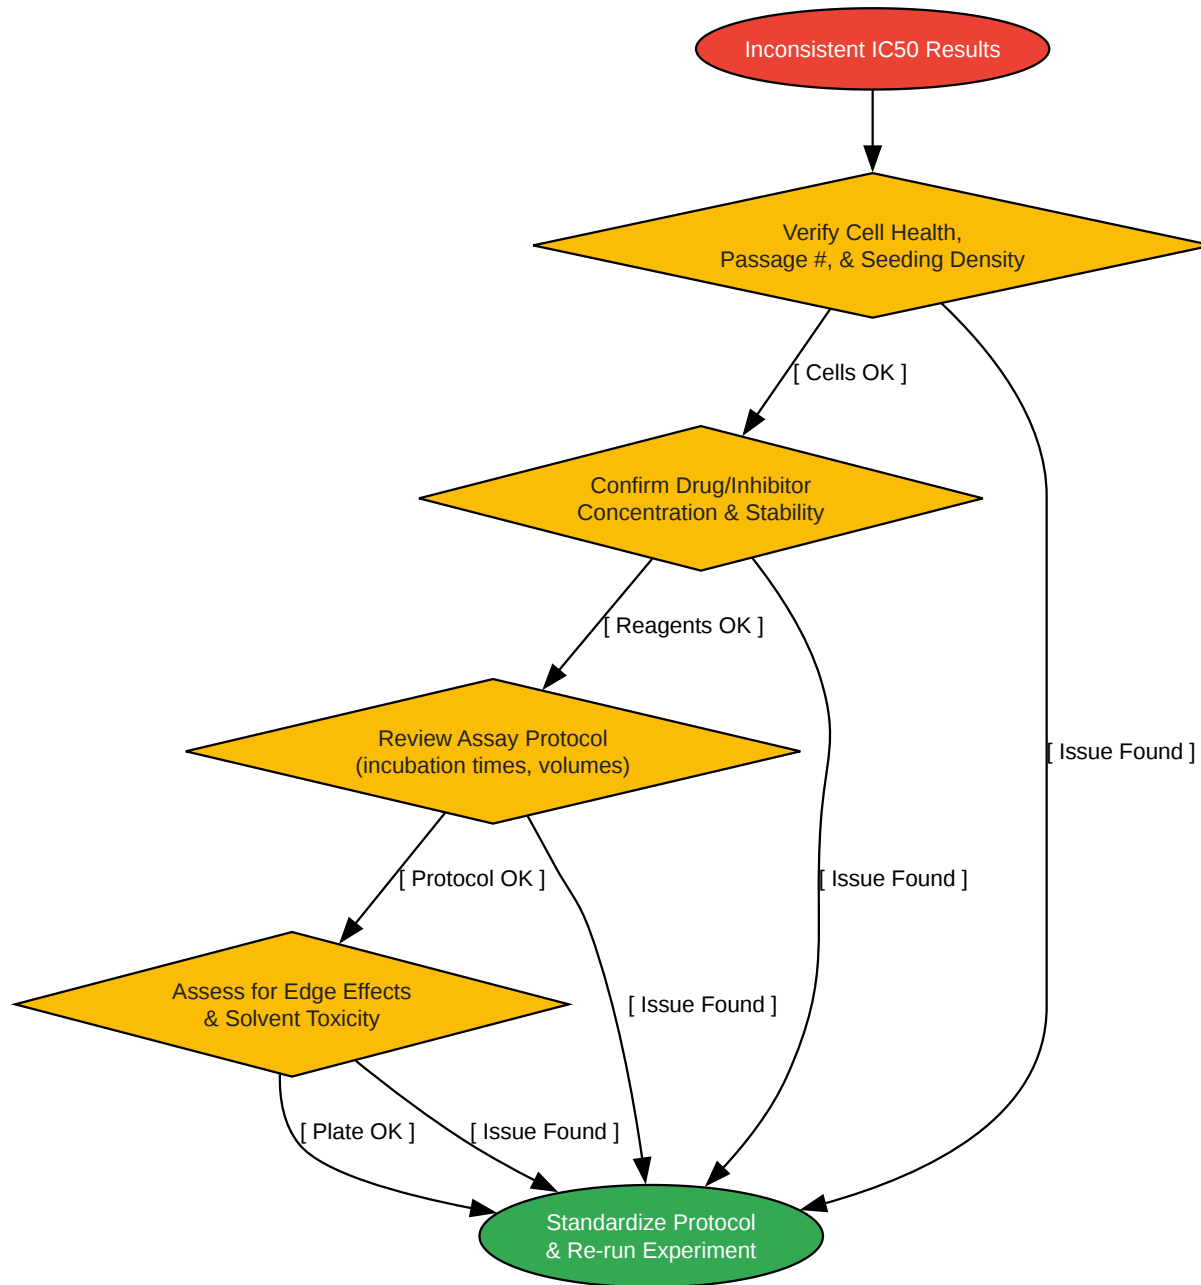 Inconsistent IC50 Results
Verify Cell Health,
Passage #, & Seeding Density
[ Cells OK ]
Confirm Drug/Inhibitor
Concentration & Stability
[ Reagents OK ]
Review Assay Protocol
(incubation times, volumes)
[ Issue Found ]
[ Protocol OK ]
[ Issue Found ]
Assess for Edge Effects
& Solvent Toxicity
[ Issue Found ]
[ Plate OK ]
[ Issue Found ]
Standardize Protocol
& Re-run Experiment